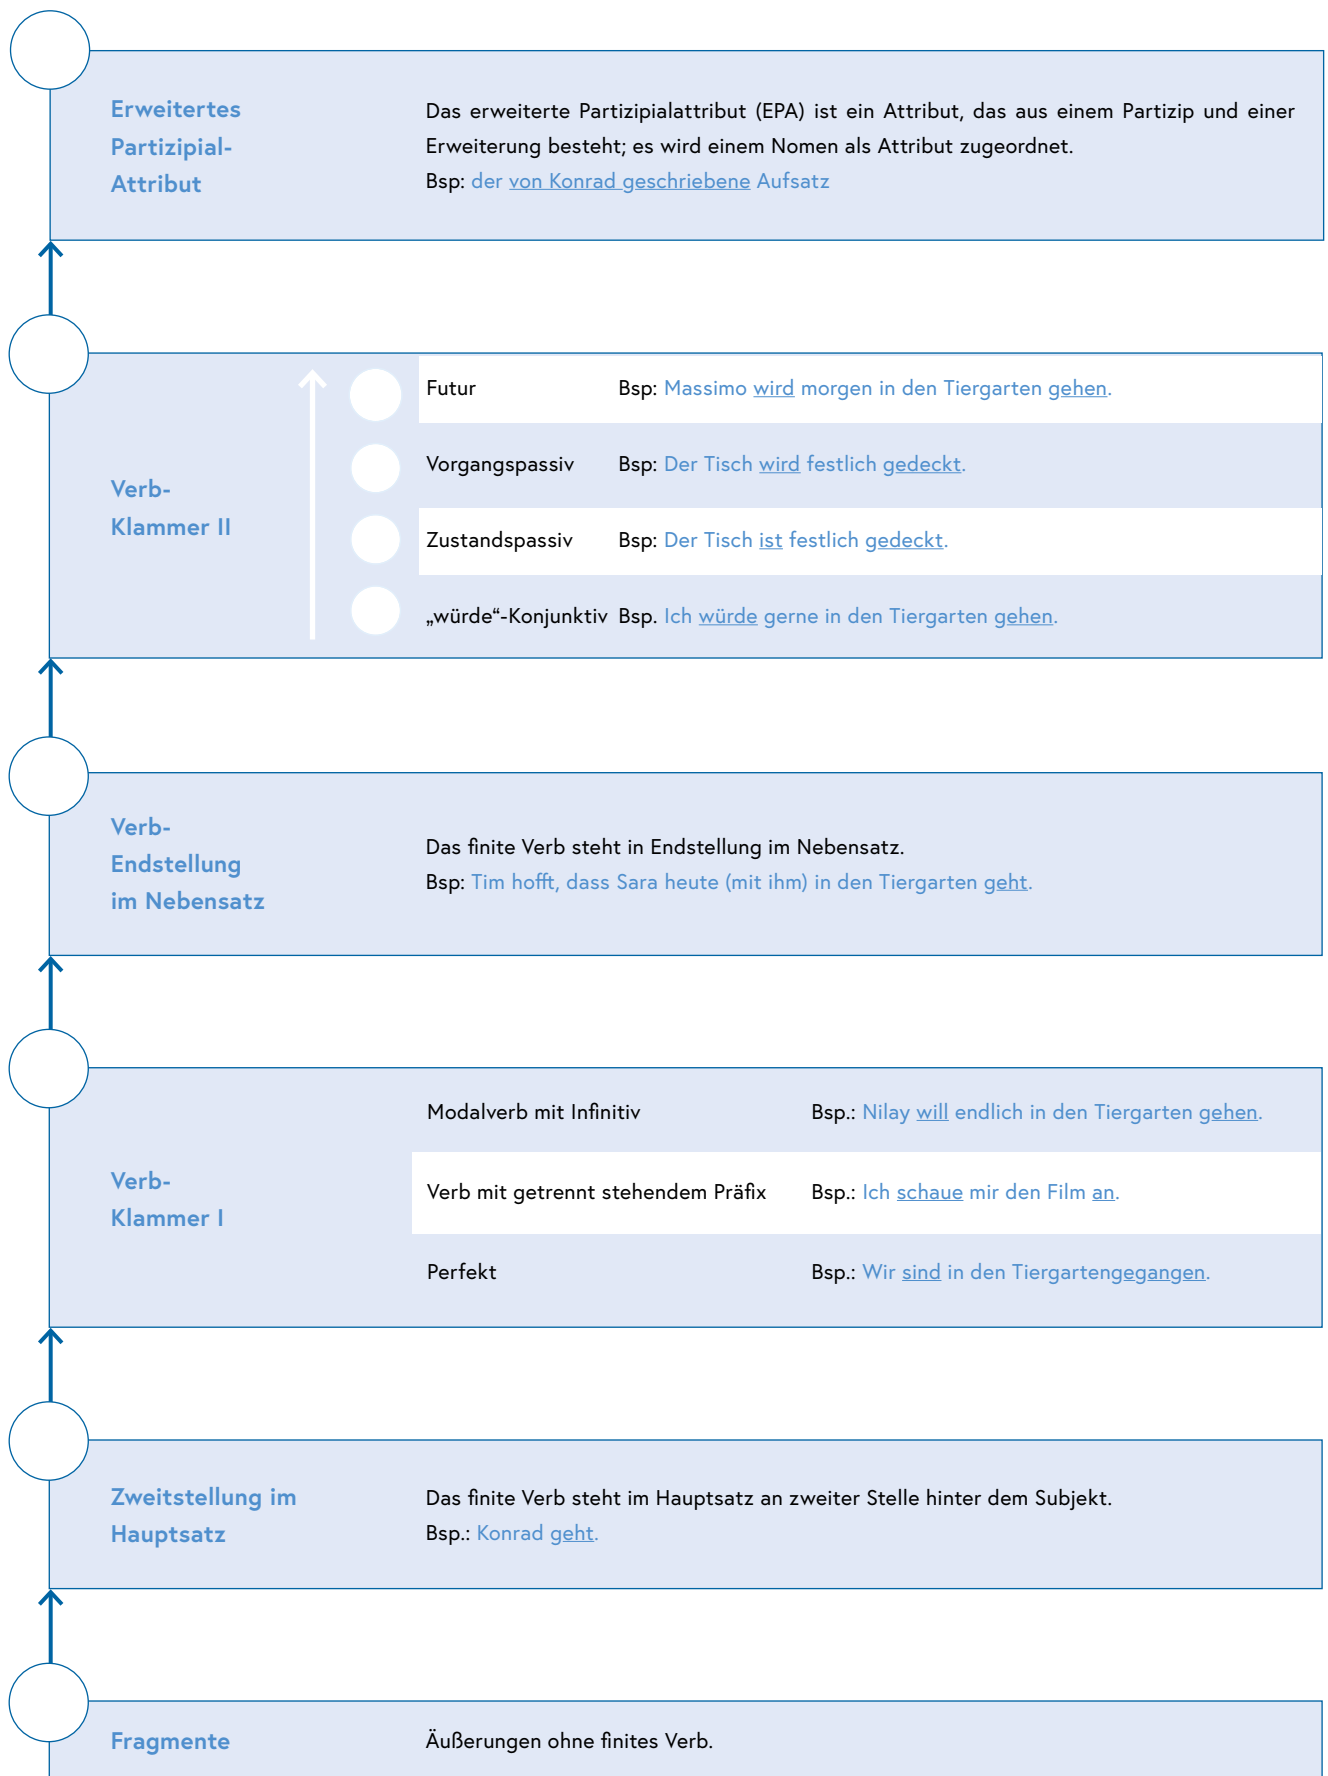 Erweitertes
Partizipial-
Attribut
Das erweiterte Partizipialattribut (EPA) ist ein Attribut, das aus einem Partizip und einer
Erweiterung besteht; es wird einem Nomen als Attribut zugeordnet.
Bsp: der von Konrad geschriebene Aufsatz
Verb-
Klammer II
Futur Bsp: Massimo wird morgen in den Tiergarten gehen.
Vorgangspassiv Bsp: Der Tisch wird festlich gedeckt.
Zustandspassiv Bsp: Der Tisch ist festlich gedeckt.
„würde“-Konjunktiv Bsp. Ich würde gerne in den Tiergarten gehen.
Verb-
Endstellung
im Nebensatz
Das finite Verb steht in Endstellung im Nebensatz.
Bsp: Tim hofft, dass Sara heute (mit ihm) in den Tiergarten geht.
Verb-
Klammer I
Modalverb mit Infinitiv Bsp.: Nilay will endlich in den Tiergarten gehen.
Verb mit getrennt stehendem Präfix Bsp.: Ich schaue mir den Film an.
Perfekt Bsp.: Wir sind in den Tiergartengegangen.
Zweitstellung im
Hauptsatz
Das finite Verb steht im Hauptsatz an zweiter Stelle hinter dem Subjekt.
Bsp.: Konrad geht.
Fragmente
Äußerungen ohne finites Verb.